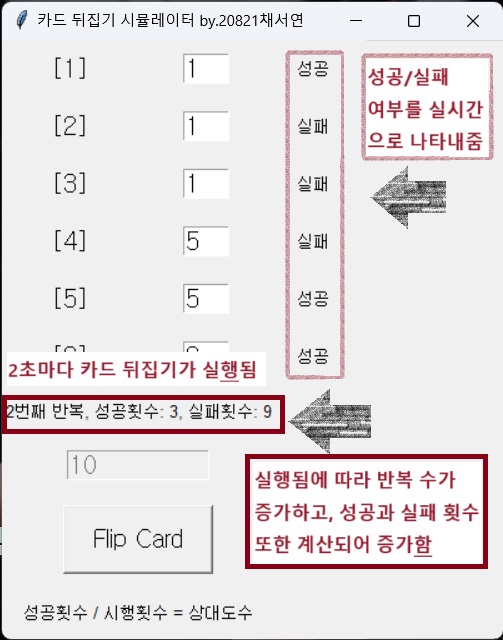 카드 뒤집기 시뮬레이터 by.20821채서연
[1] 1 성공
[2] 1 실패
[3] 1 실패
[4] 5 실패
[5] 5 성공
성공
성공/실패
여부를 실시간
으로 나타내줌
2초마다 카드 뒤집기가 실행됨
2번째 반복, 성공횟수: 3, 실패횟수: 9
10
실행됨에 따라 반복 수가
증가하고, 성공과 실패 횟수
또한 계산되어 증가함
Flip Card
성공횟수 / 시행횟수 = 상대도수